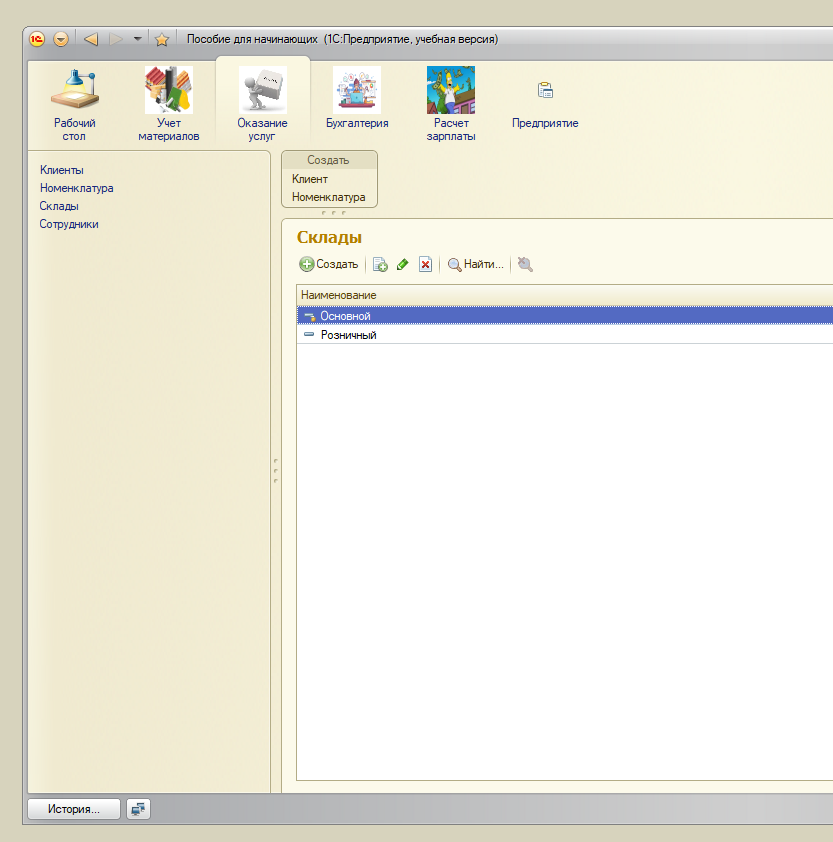 Пособие для начинающих (1С:Предприятие, учебная версия)
Рабочий стол
Учет материалов
Оказание услуг
Бухгалтерия
Расчет зарплаты
Предприятие
Клиенты
Номенклатура
Склады
Сотрудники
Создать
Клиент
Номенклатура
Склады
Создать
Найти...
Наименование
Основной
Розничный
История...